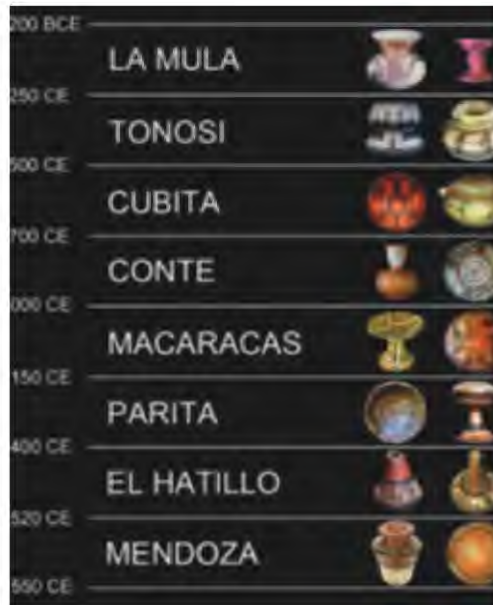 200 BCE
LA MULA
250 CE
TONOSI
500 CE
CUBITA
700 CE
CONTE
000 CE
MACARACAS
150 CE
PARITA
400 CE
EL HATILLO
520 CE
MENDOZA
550 CE